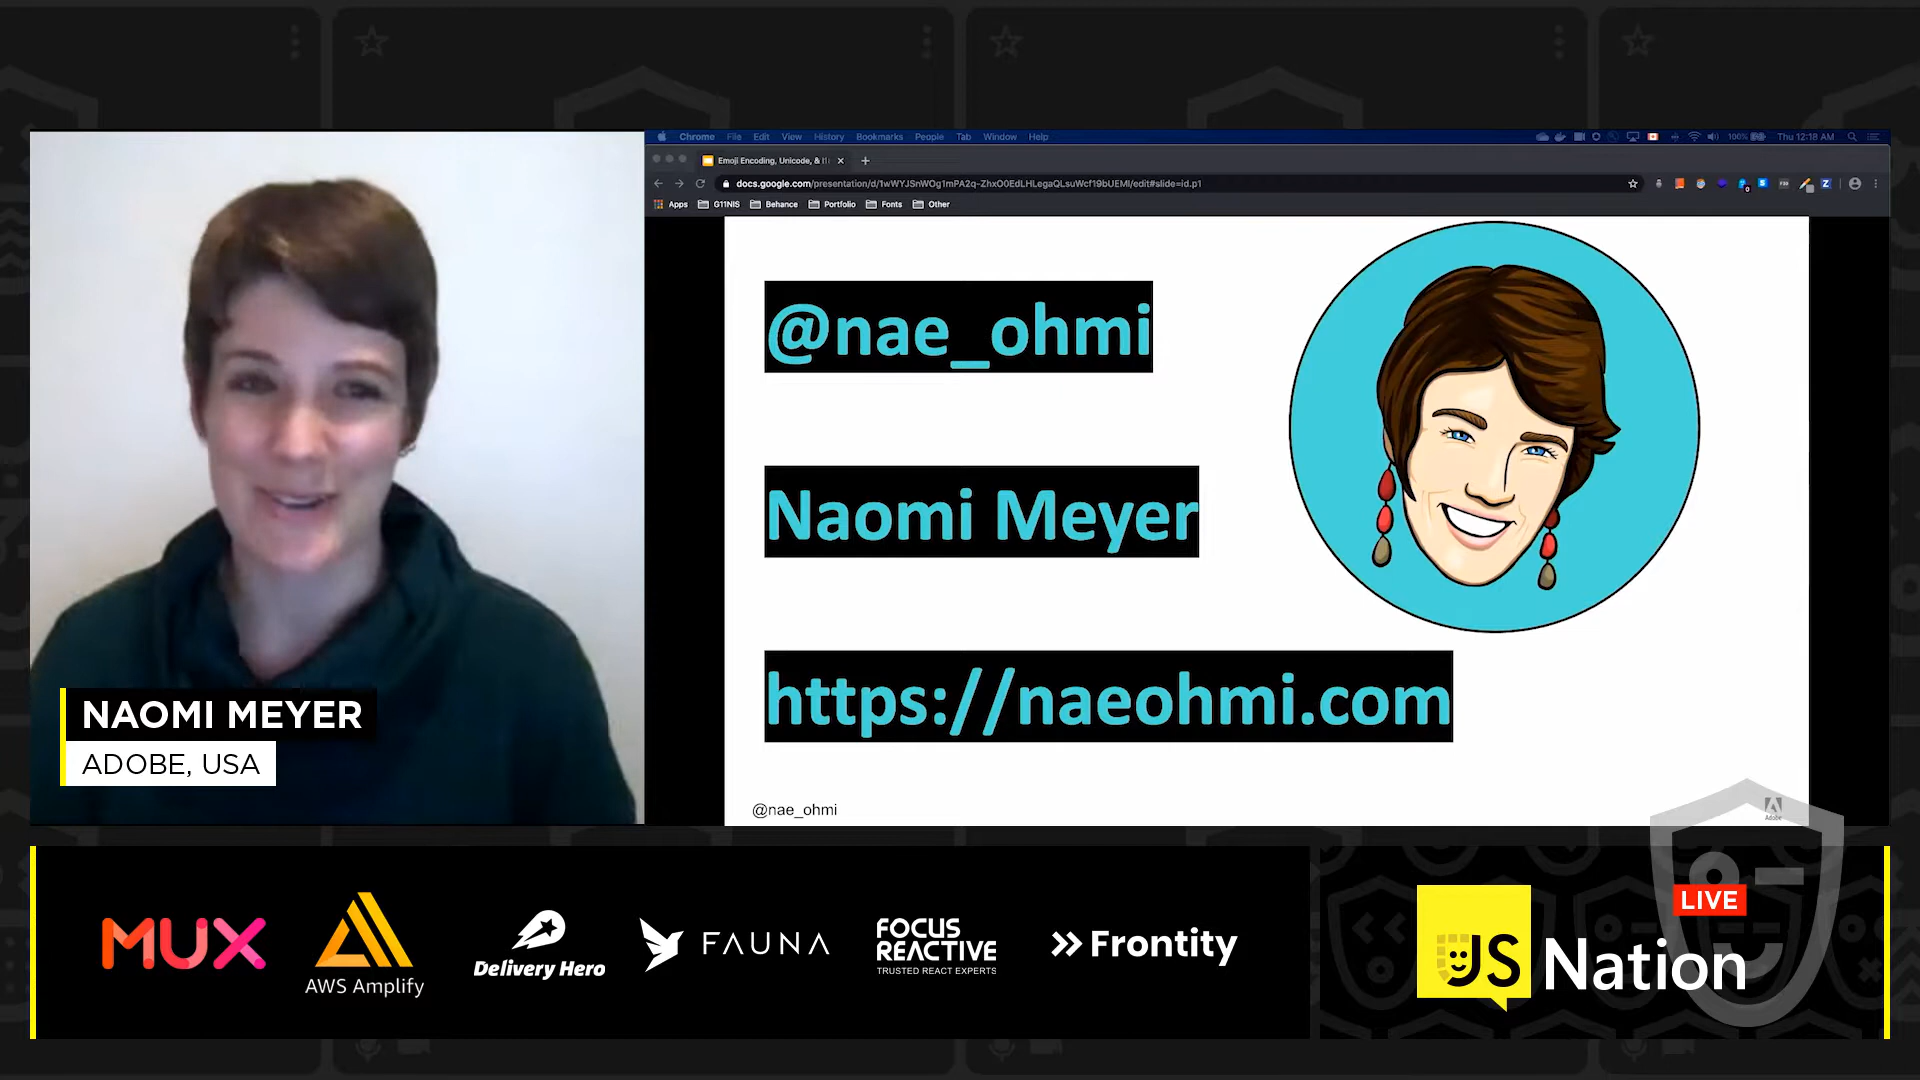 Chrome File Edit View History Bookmarks People Tab Window Help
100%
Thu 12:18 AM
Emoji Encoding, Unicode, &
docs.google.com/presentation/d/1wWYJSnWOg1mPA2q-ZhxO0EdLHLegaQLsuWcf19bUEMI/edit#slide=id.p1
Apps G11NIS Behance Portfolio Fonts Other
@nae_ohmi
Naomi Meyer
https://naeohmi.com
@nae_ohmi
Adobe
NAOMI MEYER
ADOBE, USA
MUX
AWS Amplify
Delivery Hero
FAUNA
FOCUS
REACTIVE
TRUSTED REACT EXPERTS
Frontity
LIVE
JS Nation